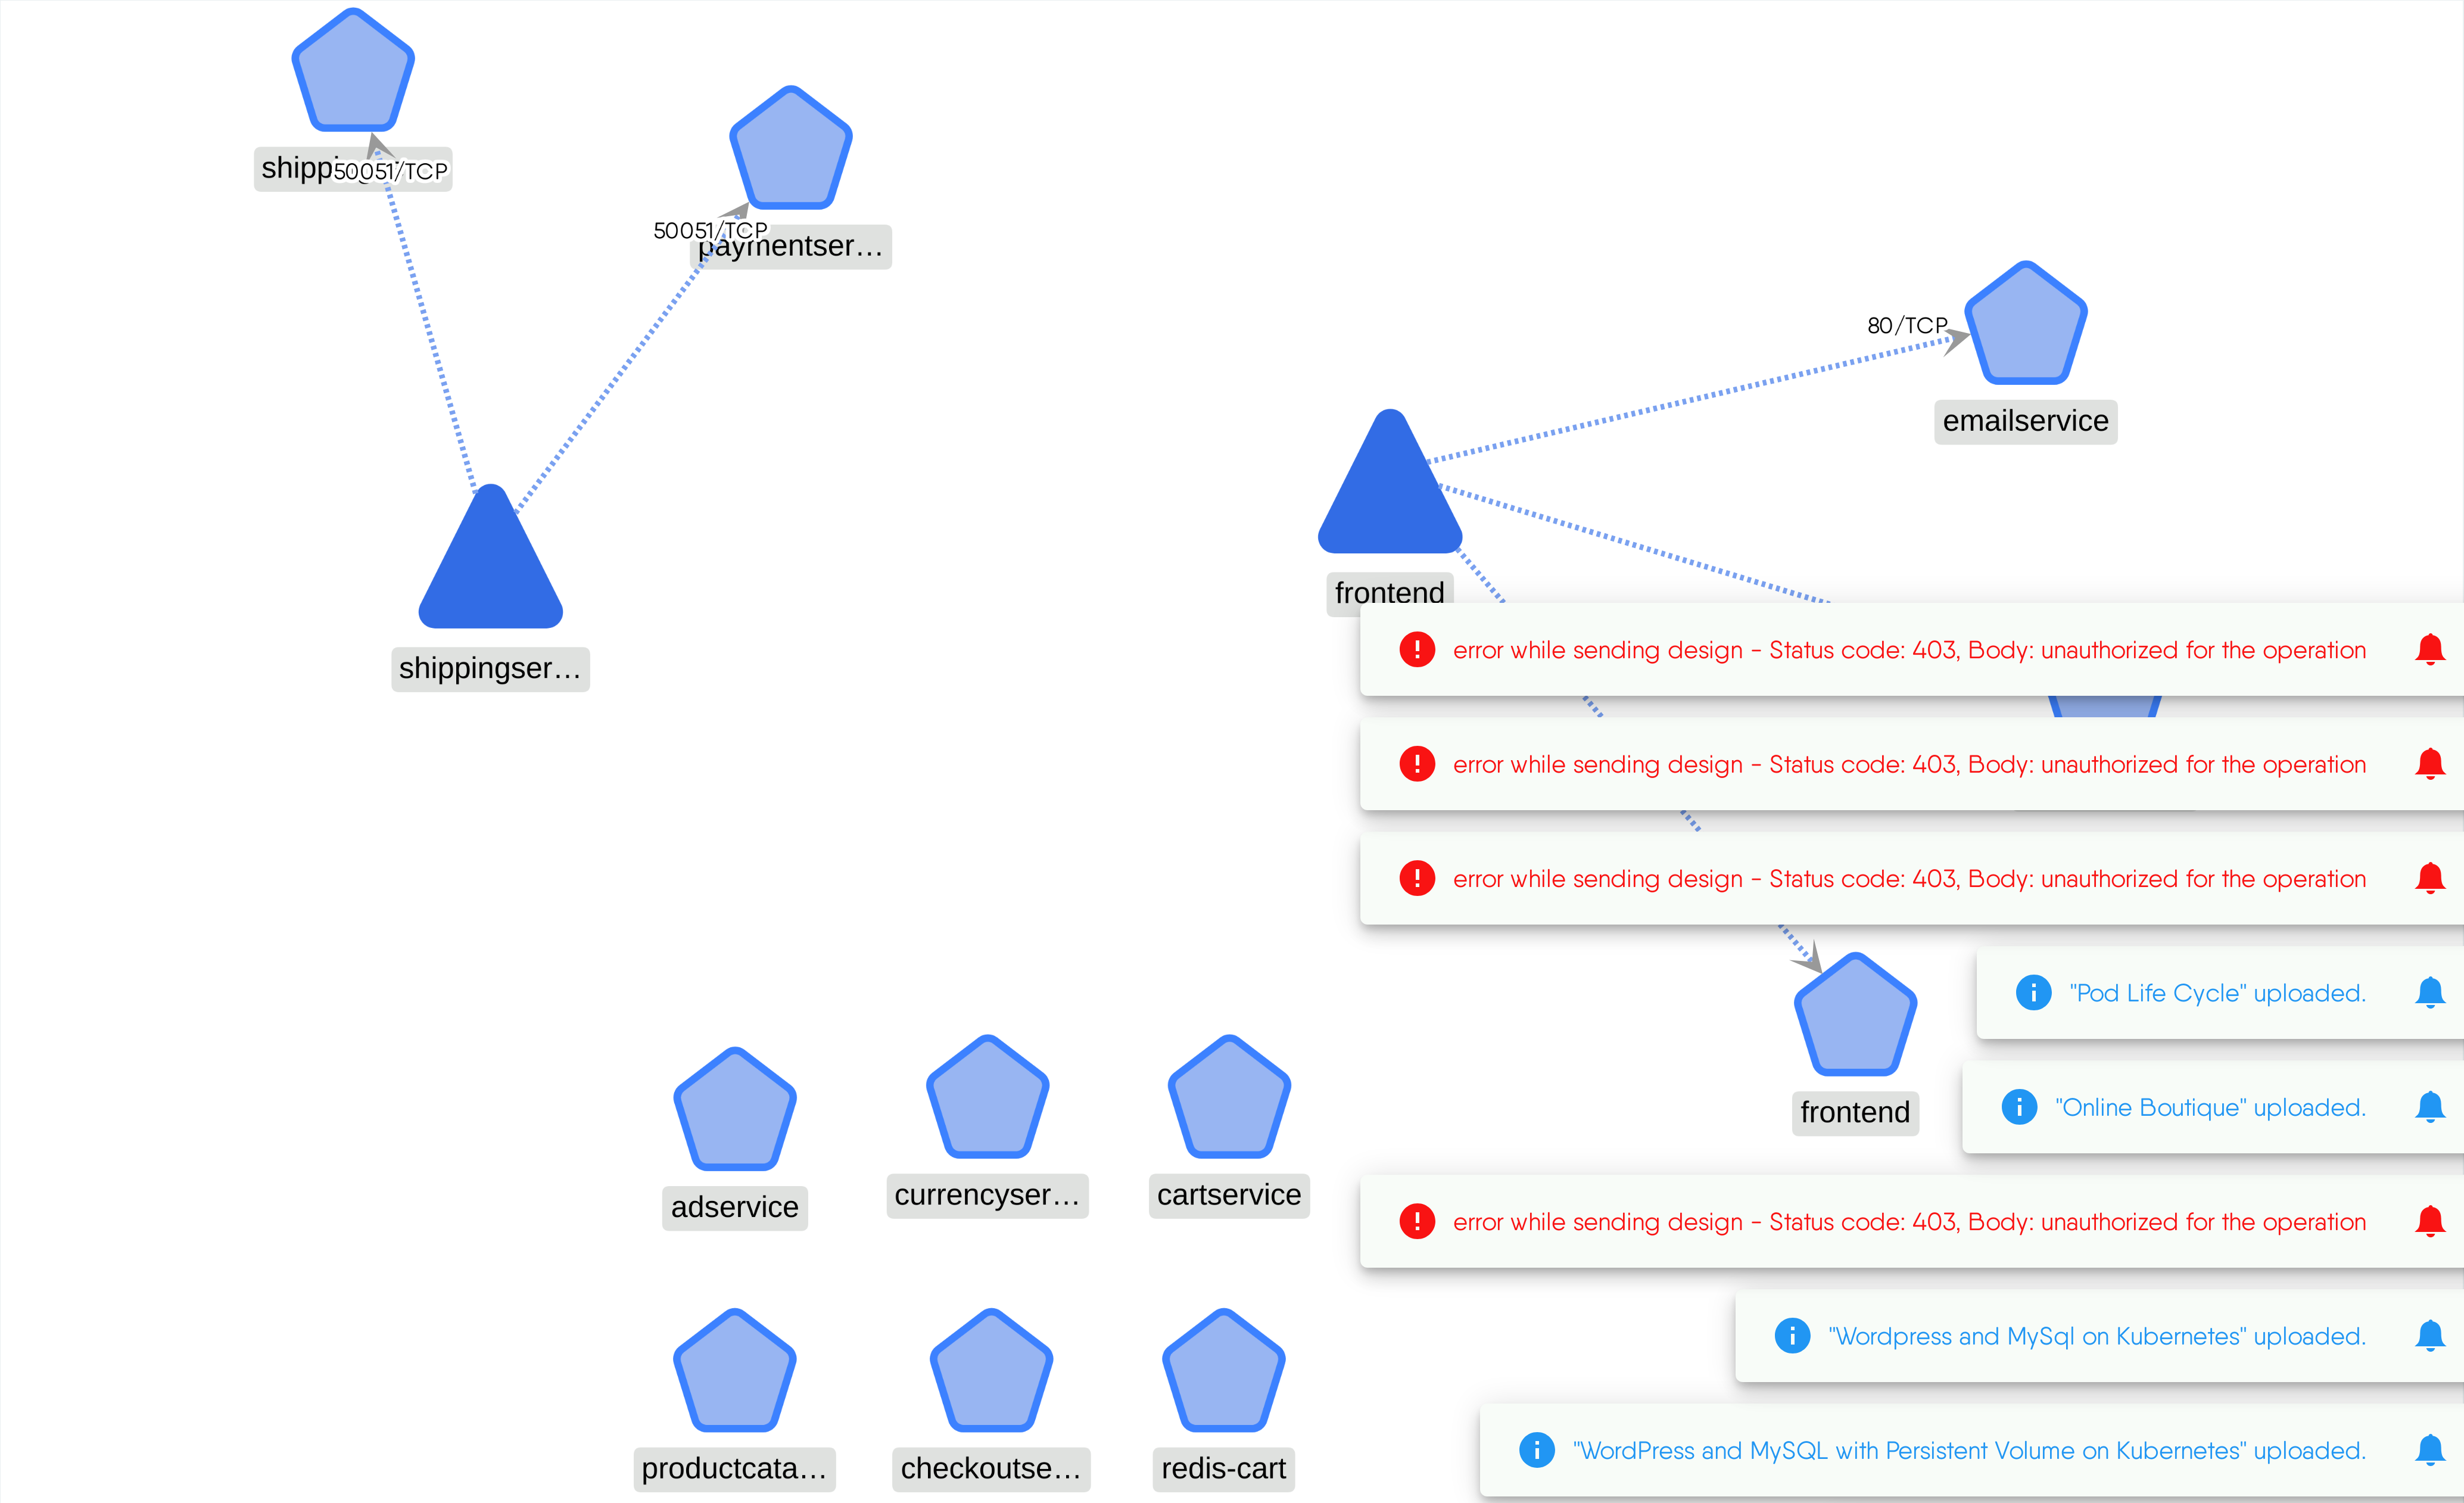 50051/TCP
50051/TCP
paymentser…
80/TCP
emailservice
frontend
shippingser…
error while sending design - Status code: 403, Body: unauthorized for the operation
error while sending design - Status code: 403, Body: unauthorized for the operation
error while sending design - Status code: 403, Body: unauthorized for the operation
"Pod Life Cycle" uploaded.
frontend
"Online Boutique" uploaded.
adservice
currencyser…
cartservice
error while sending design - Status code: 403, Body: unauthorized for the operation
"Wordpress and MySql on Kubernetes" uploaded.
"WordPress and MySQL with Persistent Volume on Kubernetes" uploaded.
productcata…
checkoutse…
redis-cart